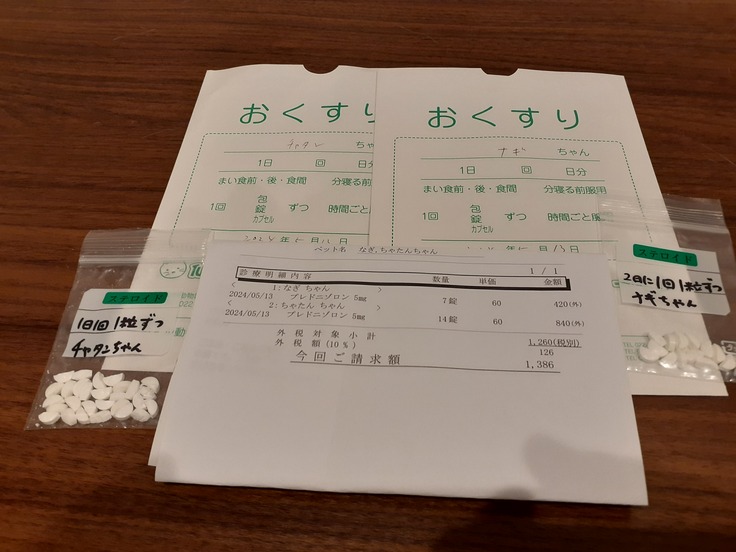 おくすり
チャタン ちゃ
1日 回 日分
まい食前・後・食間 分寝る前
1回 包 錠 カプセル ずつ 時間ごと
おくすり
ナギ ちゃん
1日 回 日分
まい食前・後・食間 分寝る前服用
1回 包 錠 カプセル ずつ 時間ごと服
年 月 13日
ステロイド
1日1回1粒ずつ
チャタンちゃん
ステロイド
2日に1回1粒ずつ
ナギちゃん
ペット名 なぎ,ちゃたんちゃん
1 / 1
診療明細内容 数量 単価 金額
< 1:なぎ ちゃん >
2024/05/13 プレドニゾロン 5mg 7錠 60 420(外)
< 2:ちゃたん ちゃん >
2024/05/13 プレドニゾロン 5mg 14錠 60 840(外)
外税対象小計 1,260(税別)
外税額(10%) 126
今回ご請求額 1,386